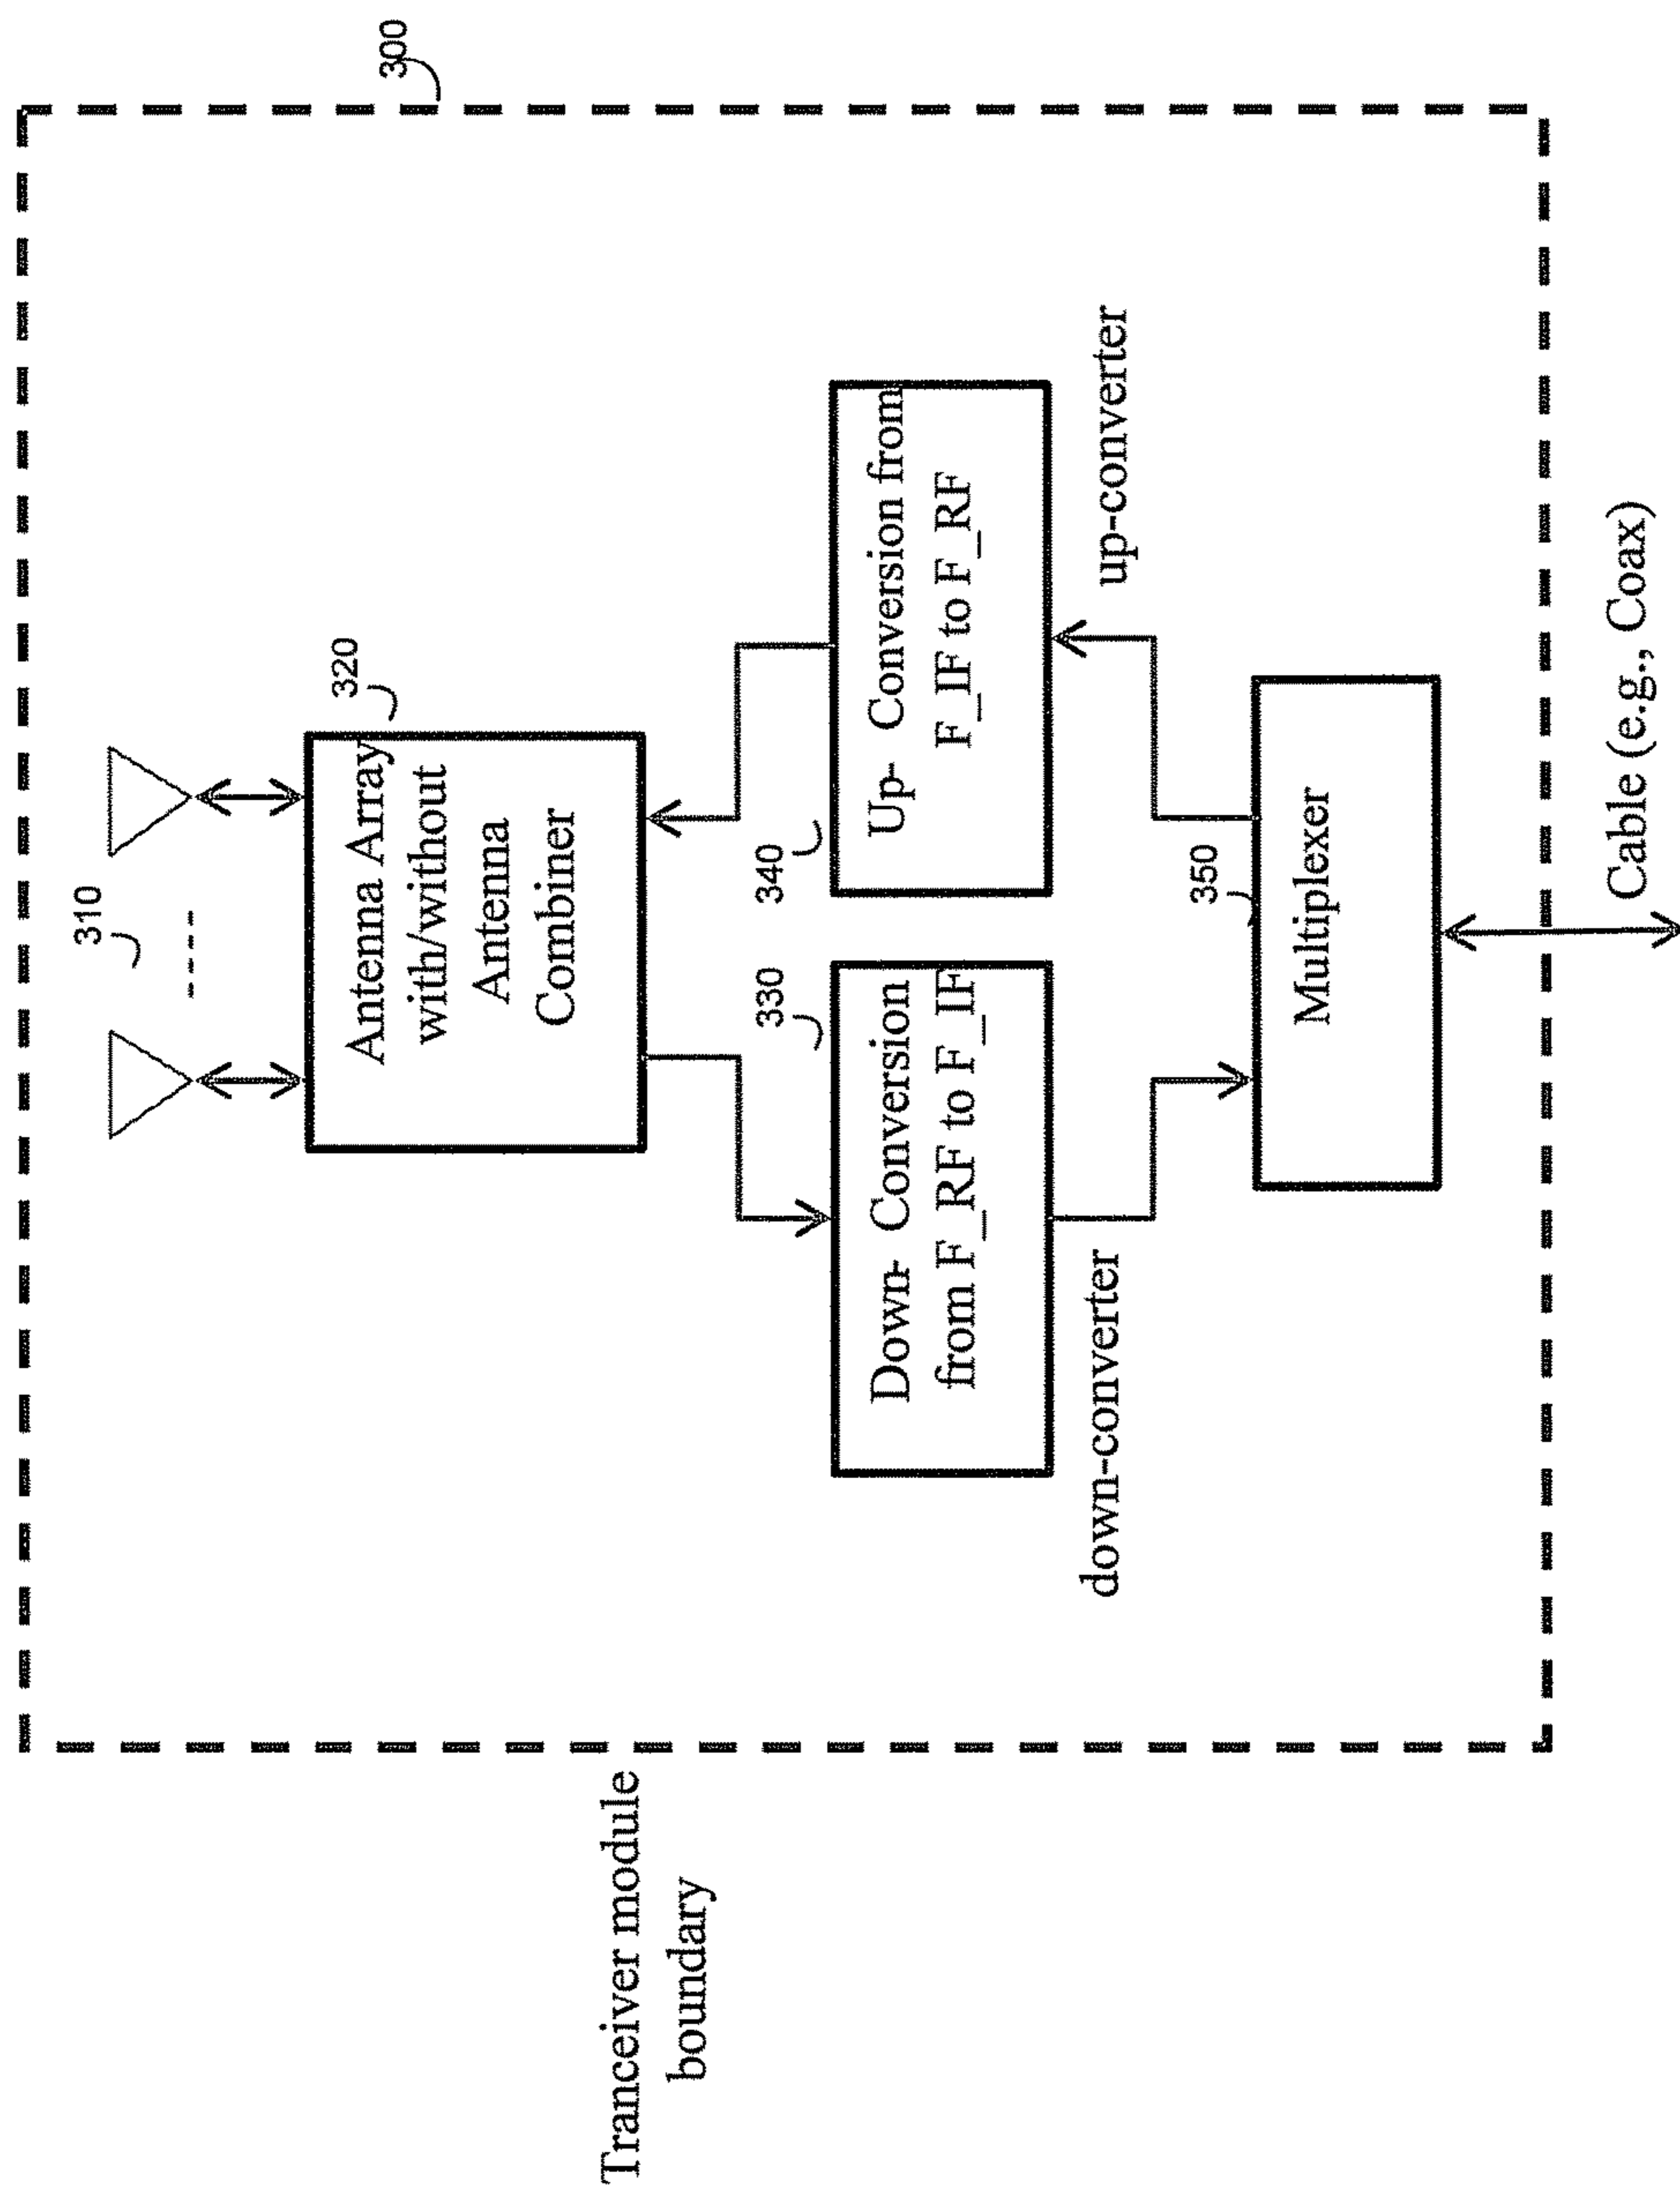 Tranceiver module
boundary
300
310
320
Antenna Array
with/without
Antenna
Combiner
330
Down- Conversion
from F_RF to F_IF
340
Up- Conversion from
F_IF to F_RF
down-converter
up-converter
350
Multiplexer
Cable (e.g., Coax)